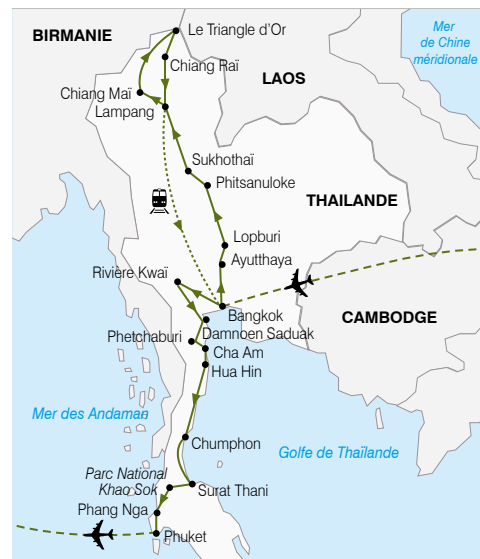 BIRMANIE
Le Triangle d'Or
Mer
de Chine
méridionale
Chiang Raï
LAOS
Chiang Maï
Lampang
Sukhothaï
Phitsanuloke
THAILANDE
Lopburi
Ayutthaya
Rivière Kwaï
Bangkok
Damnoen Saduak
CAMBODGE
Phetchaburi
Cha Am
Hua Hin
Mer des Andaman
Chumphon
Golfe de Thaïlande
Parc National
Khao Sok
Surat Thani
Phang Nga
Phuket